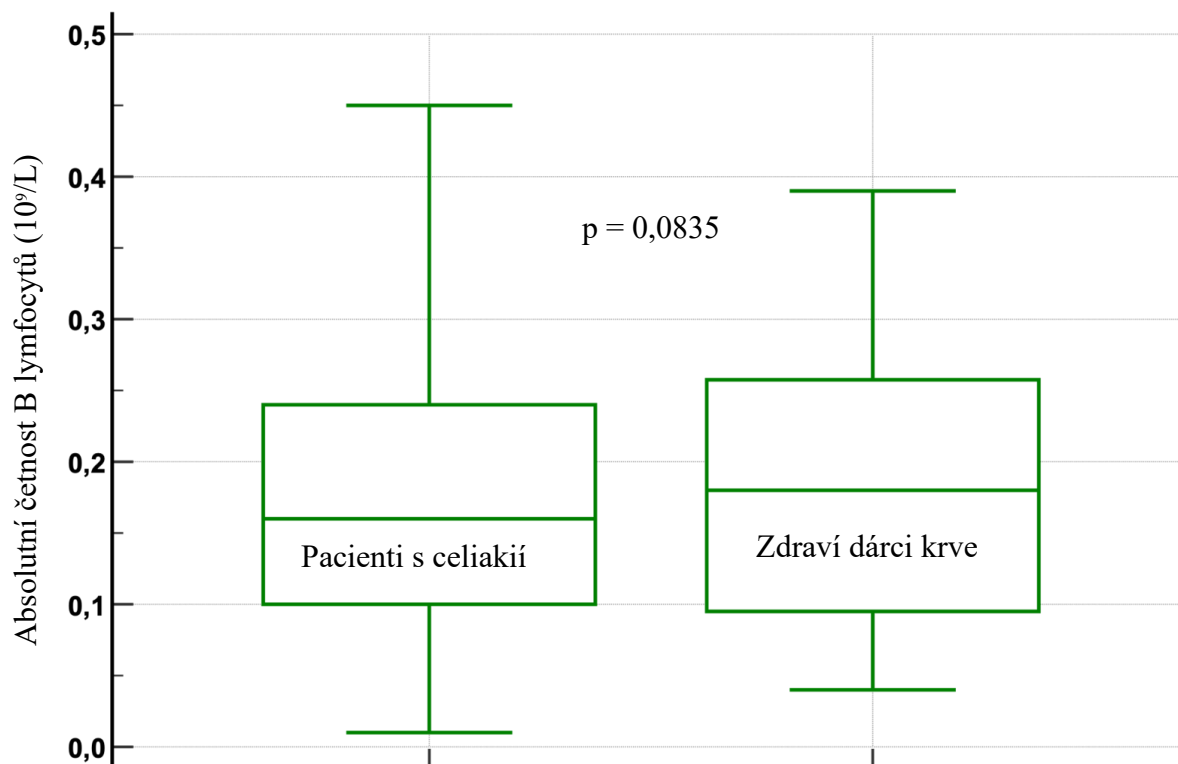 Absolutní četnost B lymfocytů (10⁹/L)
0,5
0,4
0,3
0,2
0,1
0,0
p = 0,0835
Pacienti s celiakií
Zdraví dárci krve